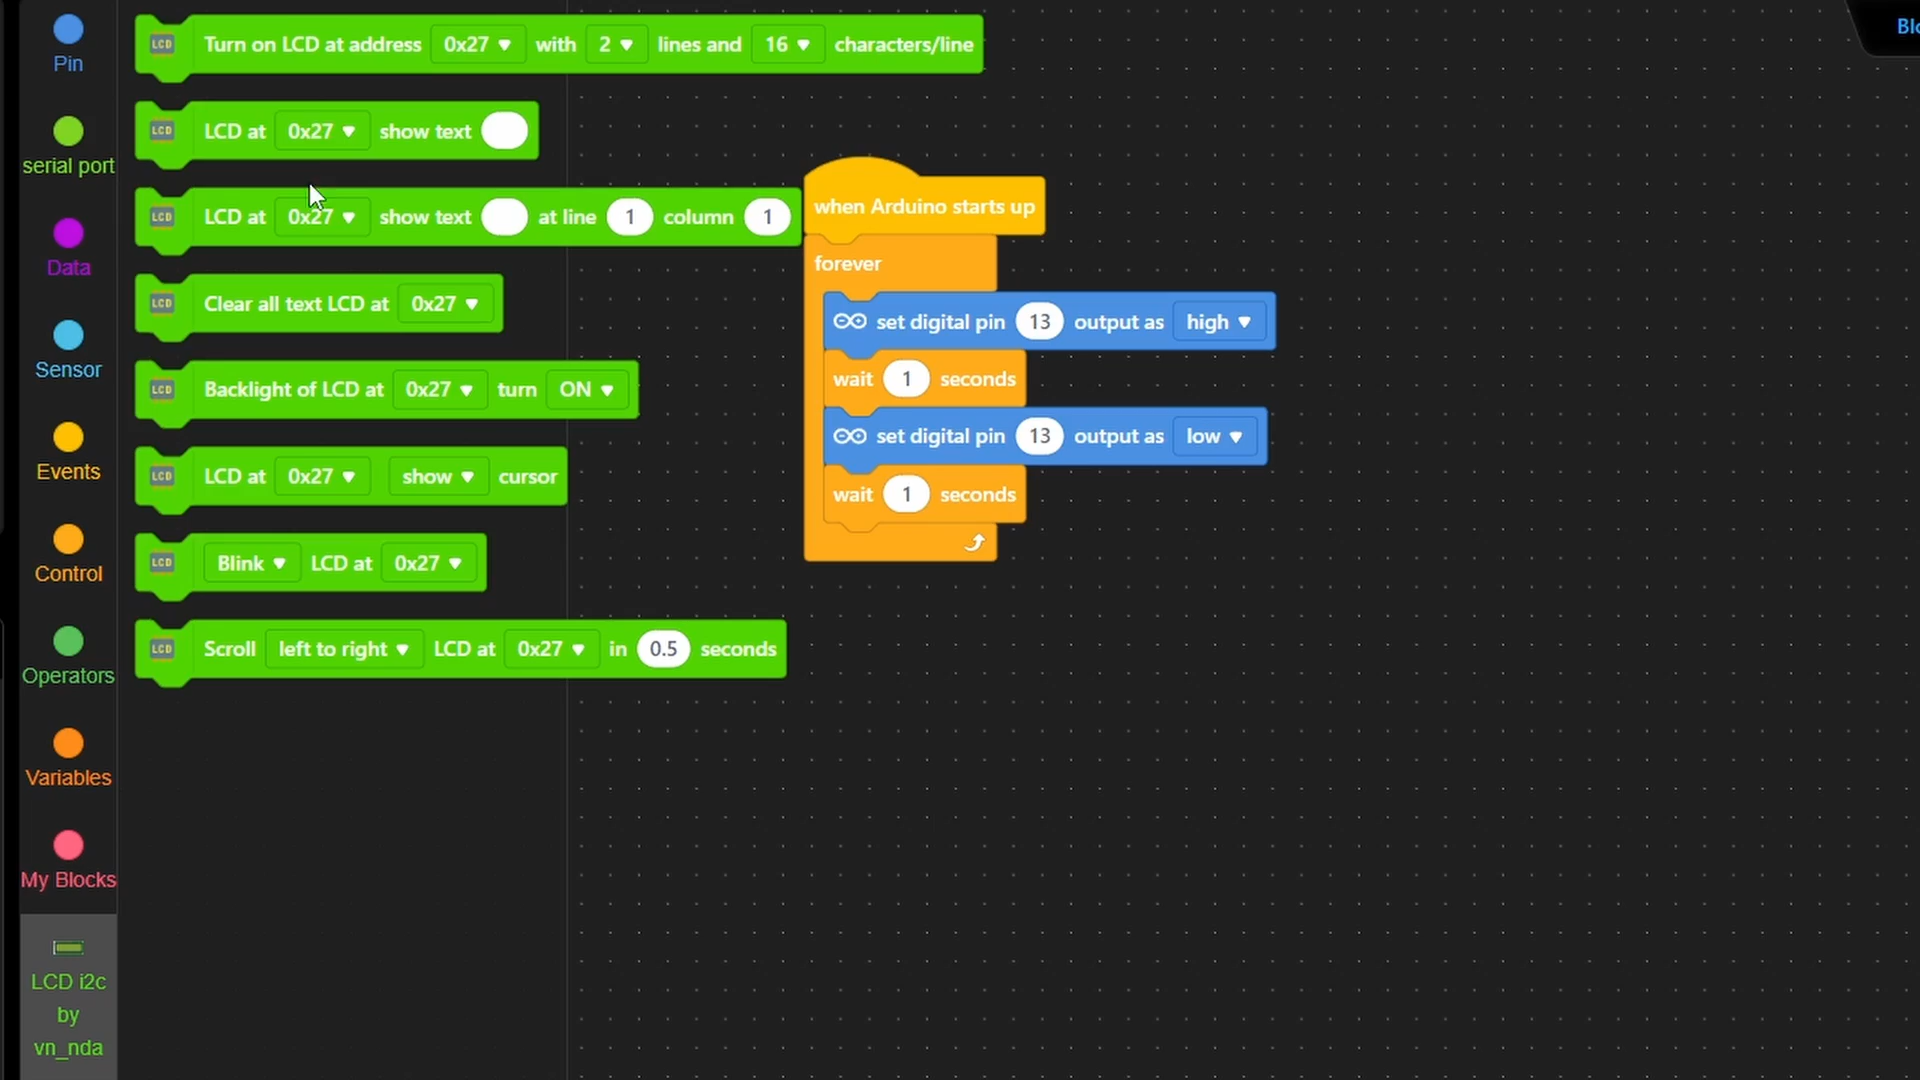 Pin
serial port
Data
Sensor
Events
Control
Operators
Variables
My Blocks
LCD i2c
by
vn_nda
LCD Turn on LCD at address 0x27 with 2 lines and 16 characters/line
LCD LCD at 0x27 show text
LCD LCD at 0x27 show text at line 1 column 1
LCD Clear all text LCD at 0x27
LCD Backlight of LCD at 0x27 turn ON
LCD LCD at 0x27 show cursor
LCD Blink LCD at 0x27
LCD Scroll left to right LCD at 0x27 in 0.5 seconds
when Arduino starts up
forever
set digital pin 13 output as high
wait 1 seconds
set digital pin 13 output as low
wait 1 seconds